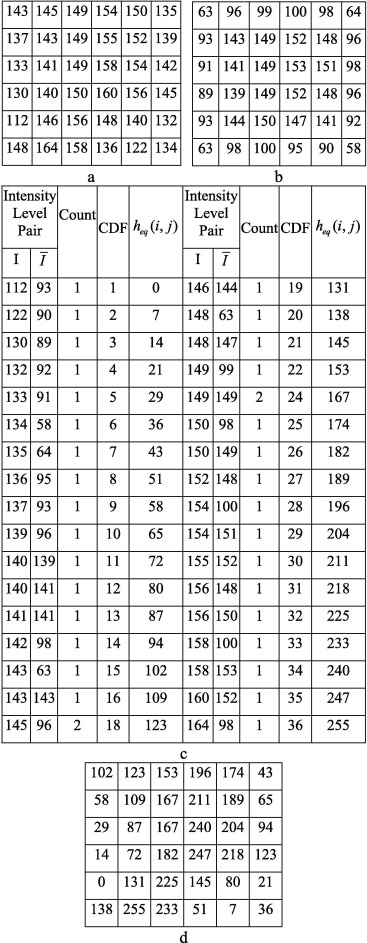 143 145 149 154 150 135
137 143 149 155 152 139
133 141 149 158 154 142
130 140 150 160 156 145
112 146 156 148 140 132
148 164 158 136 122 134
a
63 96 99 100 98 64
93 143 149 152 148 96
91 141 149 153 151 98
89 139 149 152 148 96
93 144 150 147 141 92
63 98 100 95 90 58
b
Intensity Level Pair Count CDF h_eq(i, j) Intensity Level Pair Count CDF h_eq(i, j)
I Ī I Ī
112 93 1 1 0 146 144 1 19 131
122 90 1 2 7 148 63 1 20 138
130 89 1 3 14 148 147 1 21 145
132 92 1 4 21 149 99 1 22 153
133 91 1 5 29 149 149 2 24 167
134 58 1 6 36 150 98 1 25 174
135 64 1 7 43 150 149 1 26 182
136 95 1 8 51 152 148 1 27 189
137 93 1 9 58 154 100 1 28 196
139 96 1 10 65 154 151 1 29 204
140 139 1 11 72 155 152 1 30 211
140 141 1 12 80 156 148 1 31 218
141 141 1 13 87 156 150 1 32 225
142 98 1 14 94 158 100 1 33 233
143 63 1 15 102 158 153 1 34 240
143 143 1 16 109 160 152 1 35 247
145 96 2 18 123 164 98 1 36 255
c
102 123 153 196 174 43
58 109 167 211 189 65
29 87 167 240 204 94
14 72 182 247 218 123
0 131 225 145 80 21
138 255 233 51 7 36
d